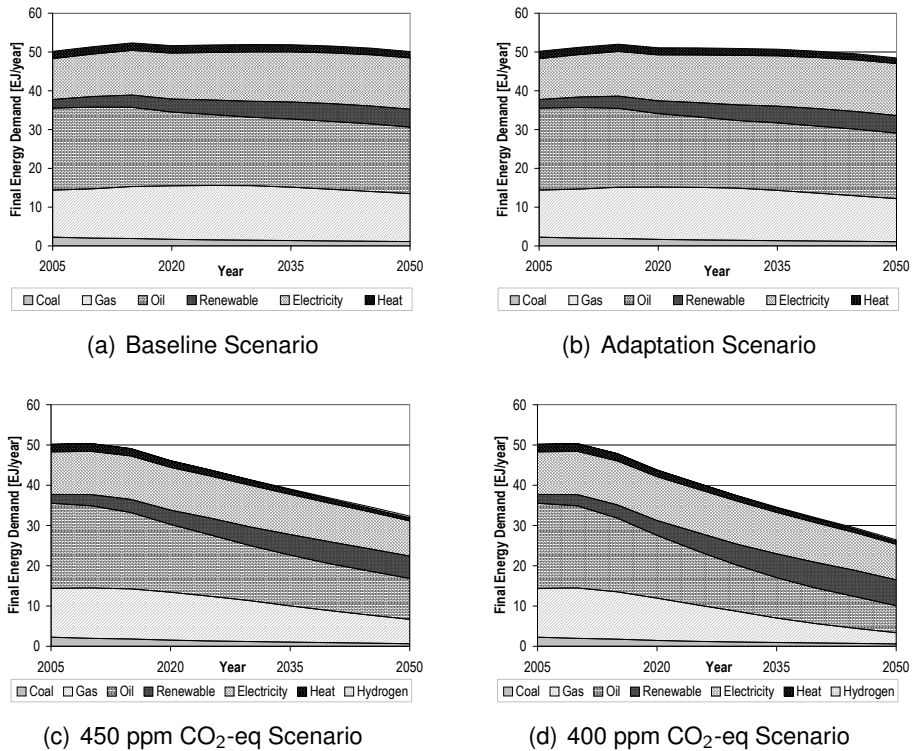 60
50
40
30
20
10
0
Final Energy Demand [EJ/year]
2005 2020 2035 2050
Year
Coal Gas Oil Renewable Electricity Heat
(a) Baseline Scenario
60
50
40
30
20
10
0
Final Energy Demand [EJ/year]
2005 2020 2035 2050
Year
Coal Gas Oil Renewable Electricity Heat
(b) Adaptation Scenario
60
50
40
30
20
10
0
Final Energy Demand [EJ/year]
2005 2020 2035 2050
Year
Coal Gas Oil Renewable Electricity Heat Hydrogen
(c) 450 ppm CO₂-eq Scenario
60
50
40
30
20
10
0
Final Energy Demand [EJ/year]
2005 2020 2035 2050
Year
Coal Gas Oil Renewable Electricity Heat Hydrogen
(d) 400 ppm CO₂-eq Scenario